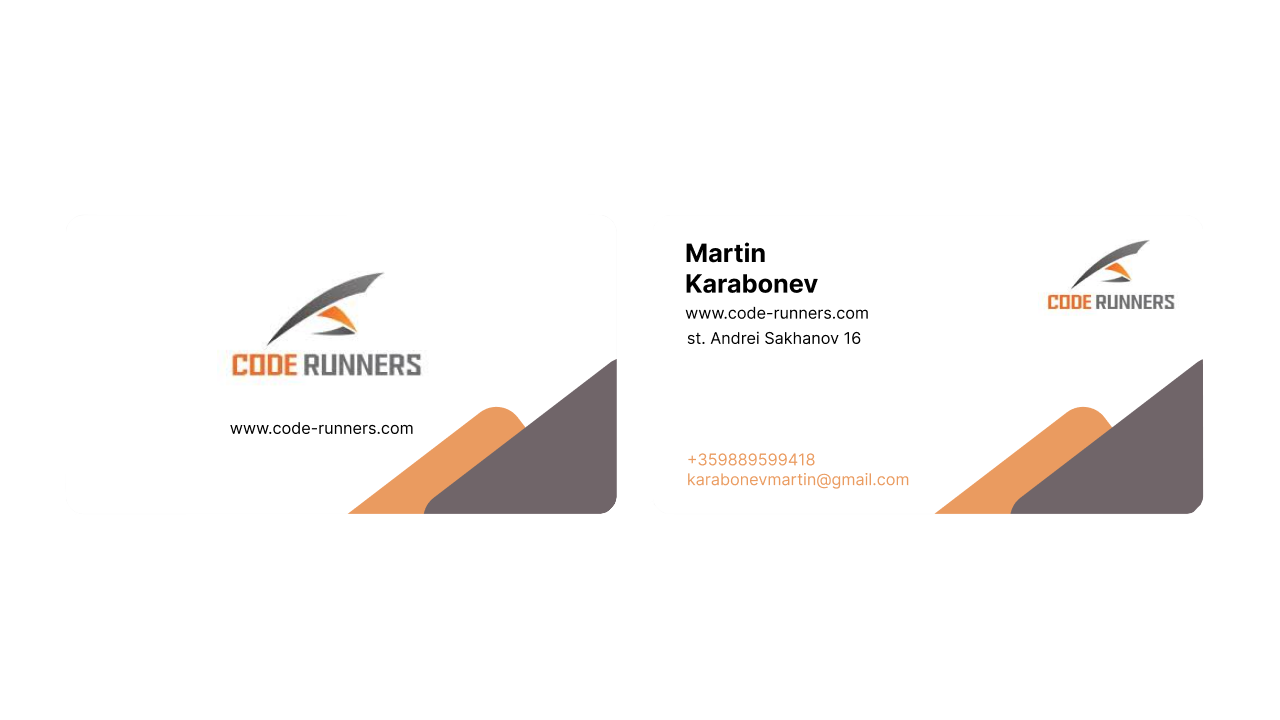 CODE RUNNERS
www.code-runners.com
Martin
Karabonev
www.code-runners.com
st. Andrei Sakhanov 16
CODE RUNNERS
+359889599418
karabonevmartin@gmail.com